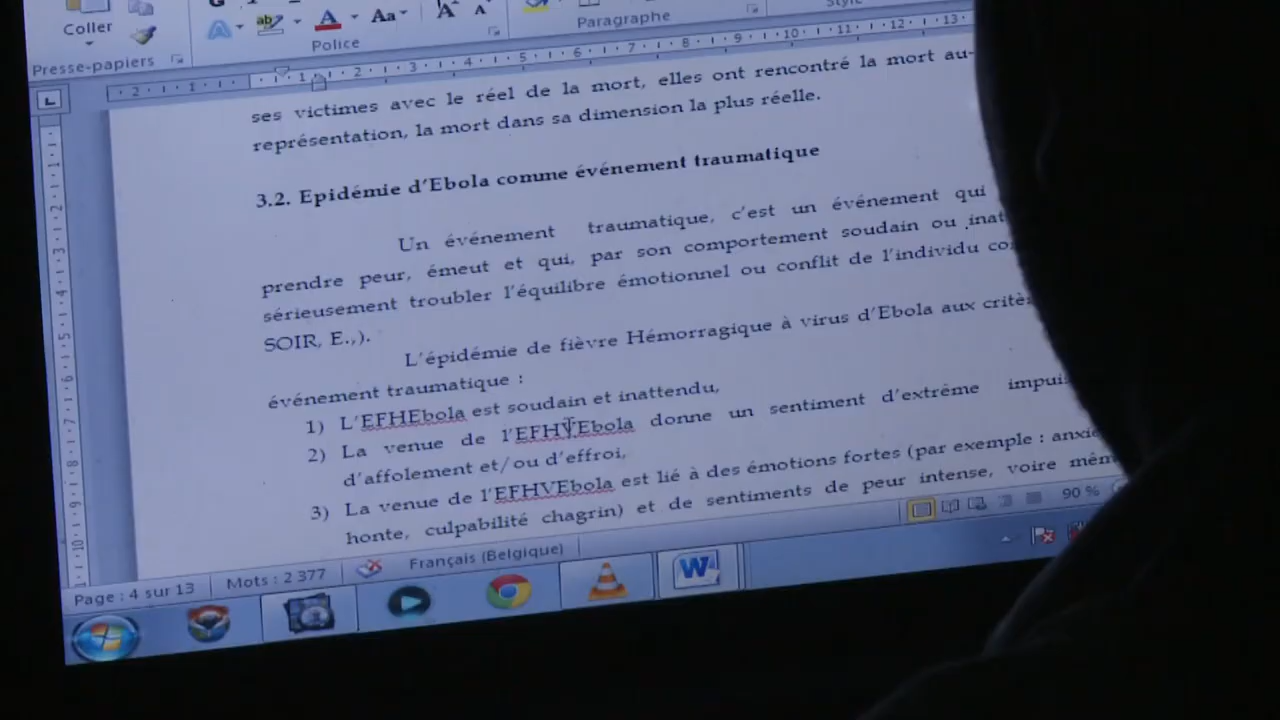 Coller
Presse-papiers
Police
Paragraphe
ses victimes avec le réel de la mort, elles ont rencontré la mort au-
représentation, la mort dans sa dimension la plus réelle.
3.2. Epidémie d'Ebola comme événement traumatique
Un événement traumatique, c'est un événement qui
prendre peur, émeut et qui, par son comportement soudain ou inat
sérieusement troubler l'équilibre émotionnel ou conflit de l'individu co
SOIR, E.,).
L'épidémie de fièvre Hémorragique à virus d'Ebola aux critè
événement traumatique :
1) L'EFHEbola est soudain et inattendu,
2) La venue de l'EFHVEbola donne un sentiment d'extrême impuis
d'affolement et/ou d'effroi,
3) La venue de l'EFHVEbola est lié à des émotions fortes (par exemple : anxié
honte, culpabilité chagrin) et de sentiments de peur intense, voire mêm
90 %
Page : 4 sur 13 Mots : 2 377 Français (Belgique)